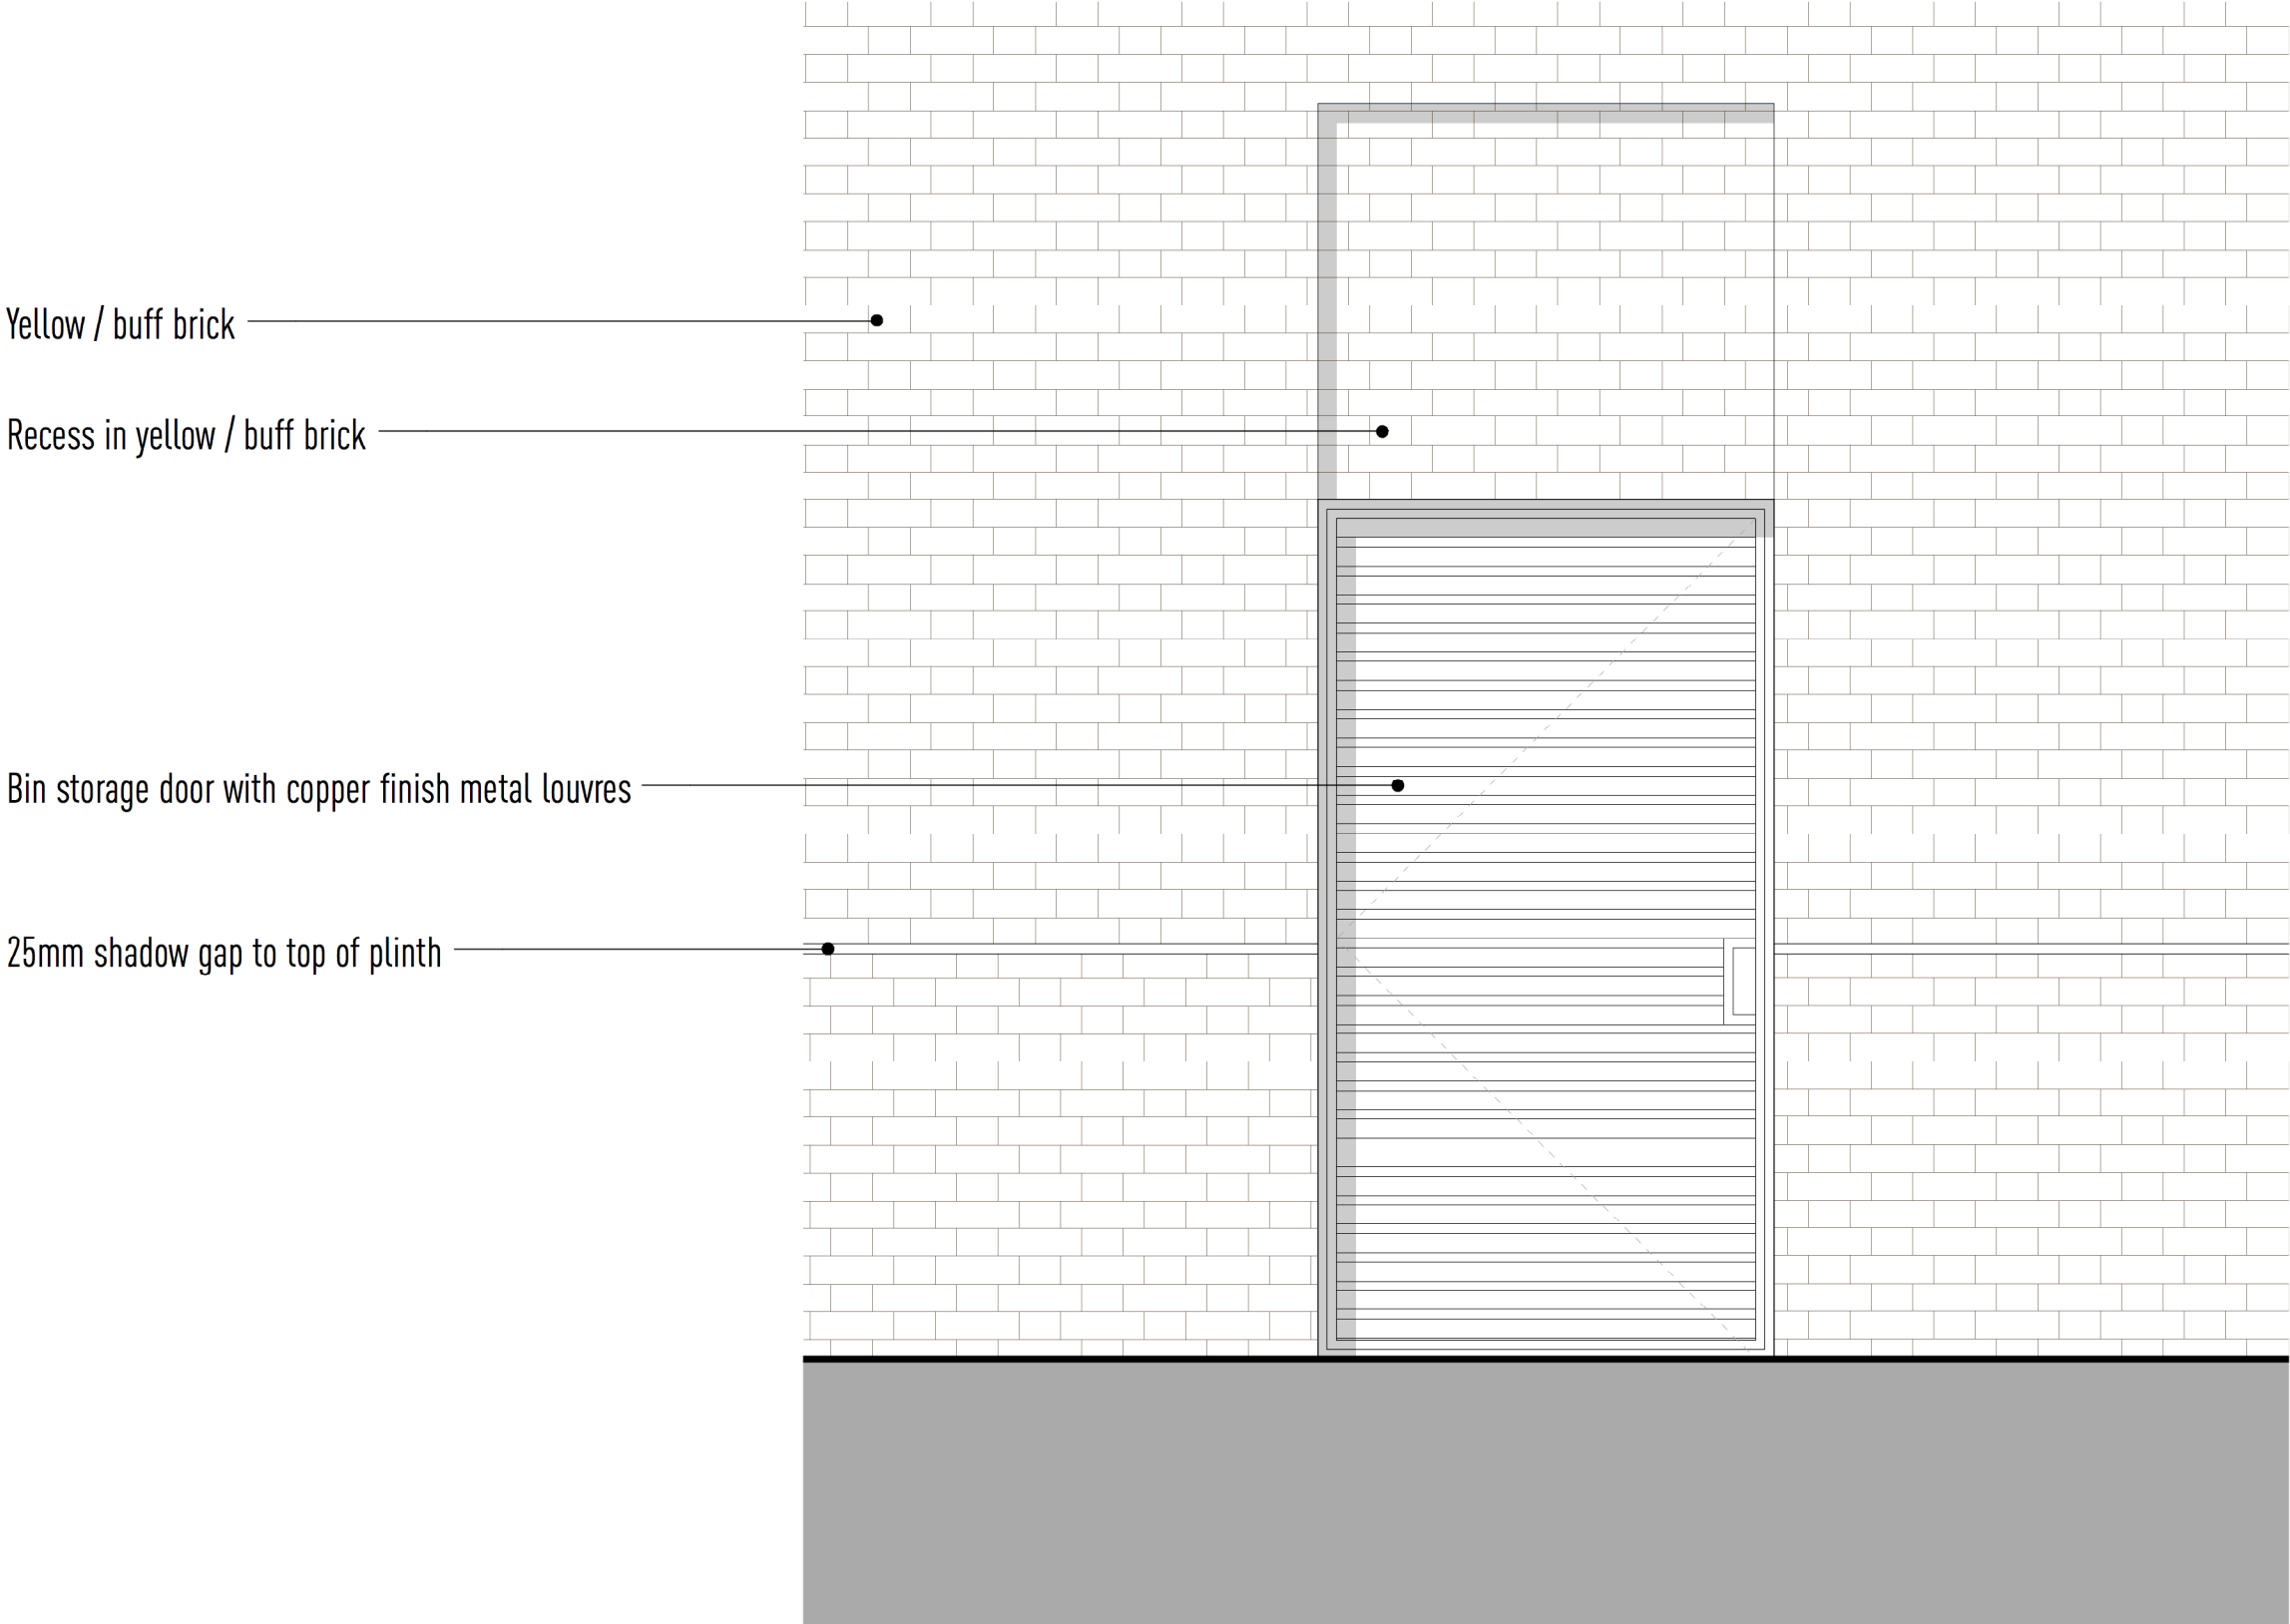 Yellow / buff brick
Recess in yellow / buff brick
Bin storage door with copper finish metal louvres
25mm shadow gap to top of plinth